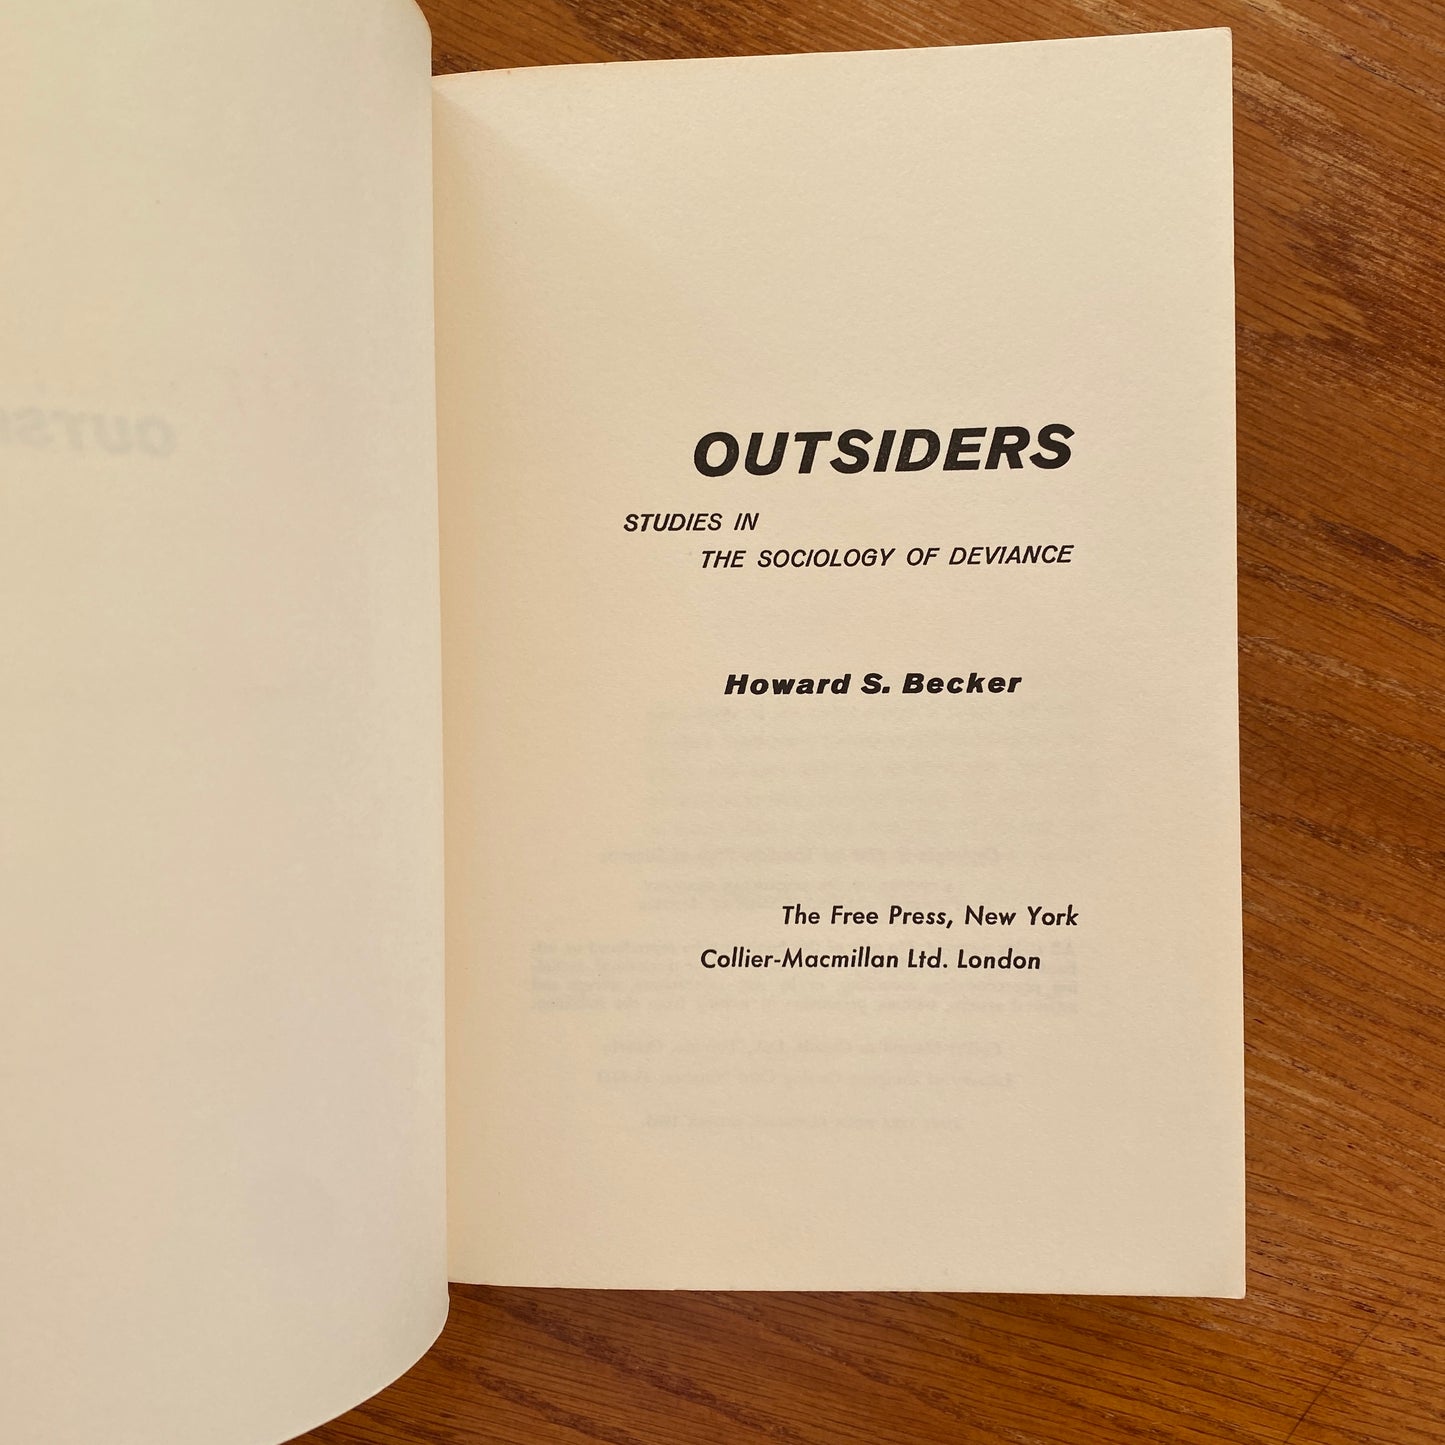 OUTSIDERS
STUDIES IN
THE SOCIOLOGY OF DEVIANCE
Howard S. Becker
The Free Press, New York
Collier-Macmillan Ltd. London